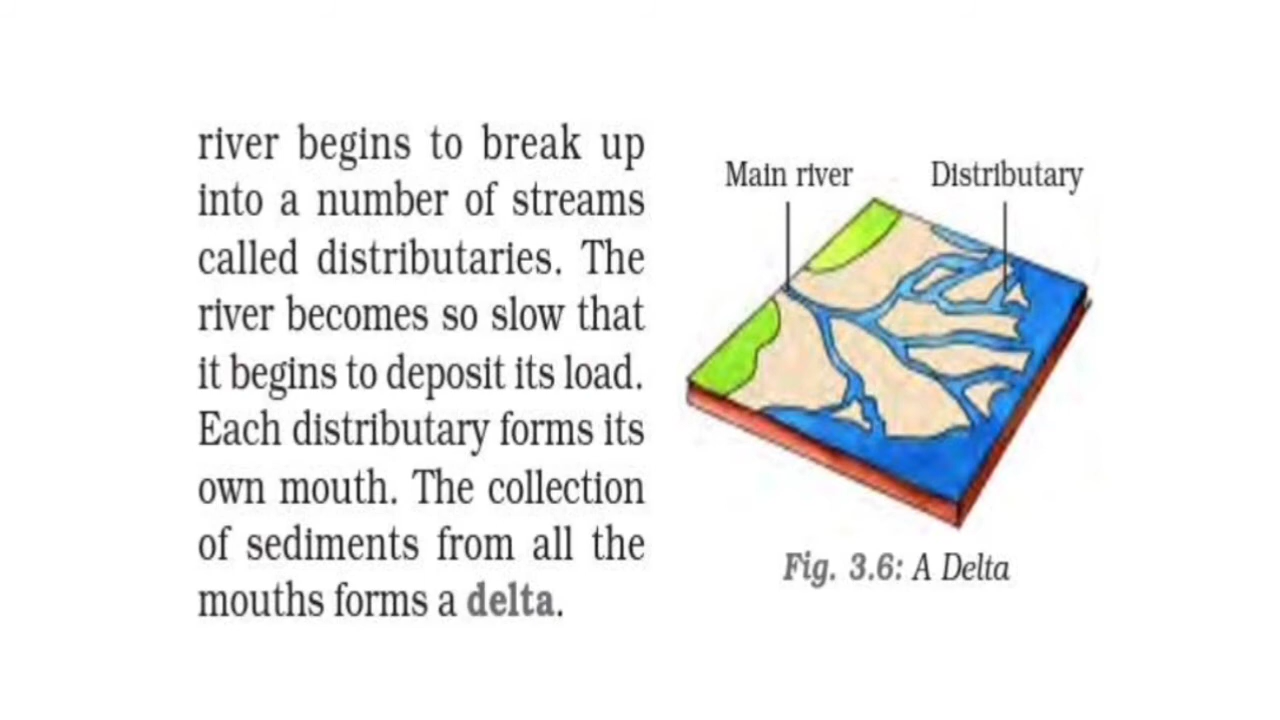 river begins to break up
into a number of streams
called distributaries. The
river becomes so slow that
it begins to deposit its load.
Each distributary forms its
own mouth. The collection
of sediments from all the
mouths forms a delta.
Main river
Distributary
Fig. 3.6: A Delta